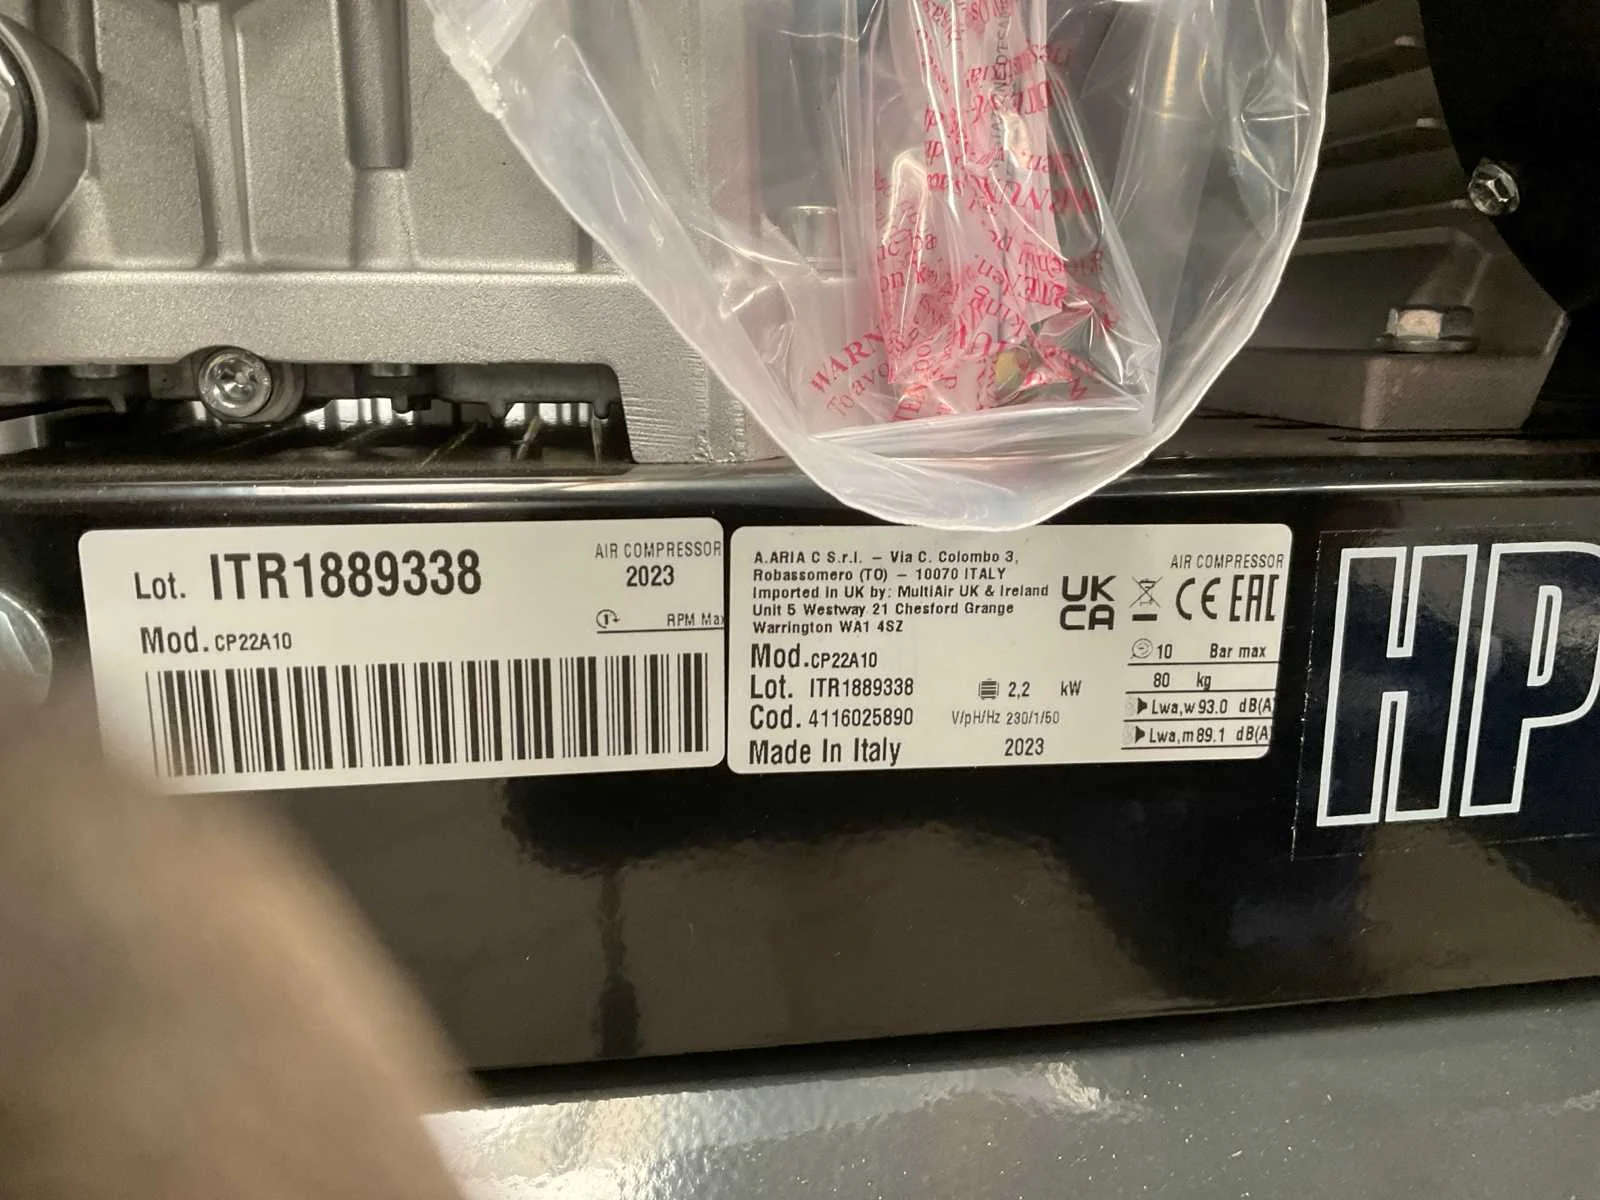 WARN
To avo
Lot. ITR1889338
AIR COMPRESSOR
2023
RPM Max
Mod. CP22A10
A.ARIA C S.r.l. – Via C. Colombo 3,
Robassomero (TO) – 10070 ITALY
Imported in UK by: MultiAir UK & Ireland
Unit 5 Westway 21 Chesford Grange
Warrington WA1 4SZ
UK
CA
AIR COMPRESSOR
CE EAC
Mod. CP22A10
Lot. ITR1889338
2,2 kW
Cod. 4116025890
V/pH/Hz 230/1/50
Made In Italy
2023
10 Bar max
80 kg
Lwa,w 93.0 dB(A
Lwa,m 89.1 dB(A
HP